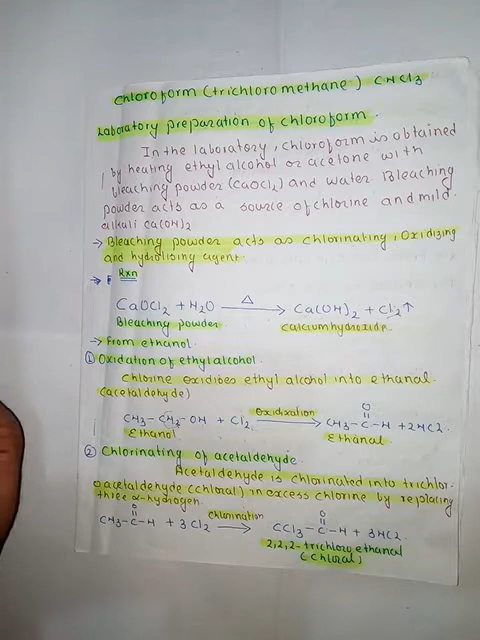 Chloroform (trichloromethane) CHCl3
Laboratory preparation of chloroform.
In the laboratory, chloroform is obtained
by heating ethyl alcohol or acetone with
bleaching powder (CaOCl2) and water. Bleaching
powder acts as a source of chlorine and mild
alkali Ca(OH)2
→ Bleaching powder acts as chlorinating, Oxidizing
and hydrolising agent.
Rxn
CaOCl2 + H2O →Δ Ca(OH)2 + Cl2↑
Bleaching powder calcium hydroxide
→ From ethanol.
① Oxidation of ethyl alcohol.
Chlorine oxidises ethyl alcohol into ethanal
(acetaldehyde)
O
CH3-CH2-OH + Cl2 Oxidisation → CH3-C-H + 2HCl
Ethanol Ethanal
② Chlorinating of acetaldehyde.
Acetaldehyde is chlorinated into trichlor-
oacetaldehyde (chloral) in excess chlorine by replacing
three α-hydrogen.
O O
CH3-C-H + 3Cl2 chlorination → CCl3-C-H + 3HCl
2,2,2-trichloroethanal
(Chloral)